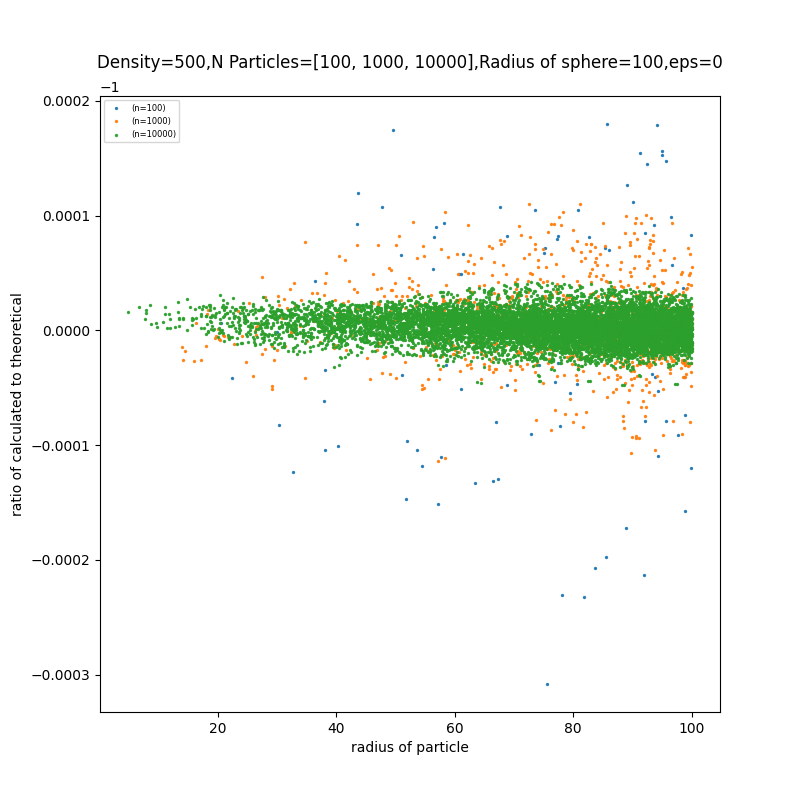 Density=500,N Particles=[100, 1000, 10000],Radius of sphere=100,eps=0
−1
0.0002
0.0001
0.0000
−0.0001
−0.0002
−0.0003
(n=100)
(n=1000)
(n=10000)
ratio of calculated to theoretical
20 40 60 80 100
radius of particle